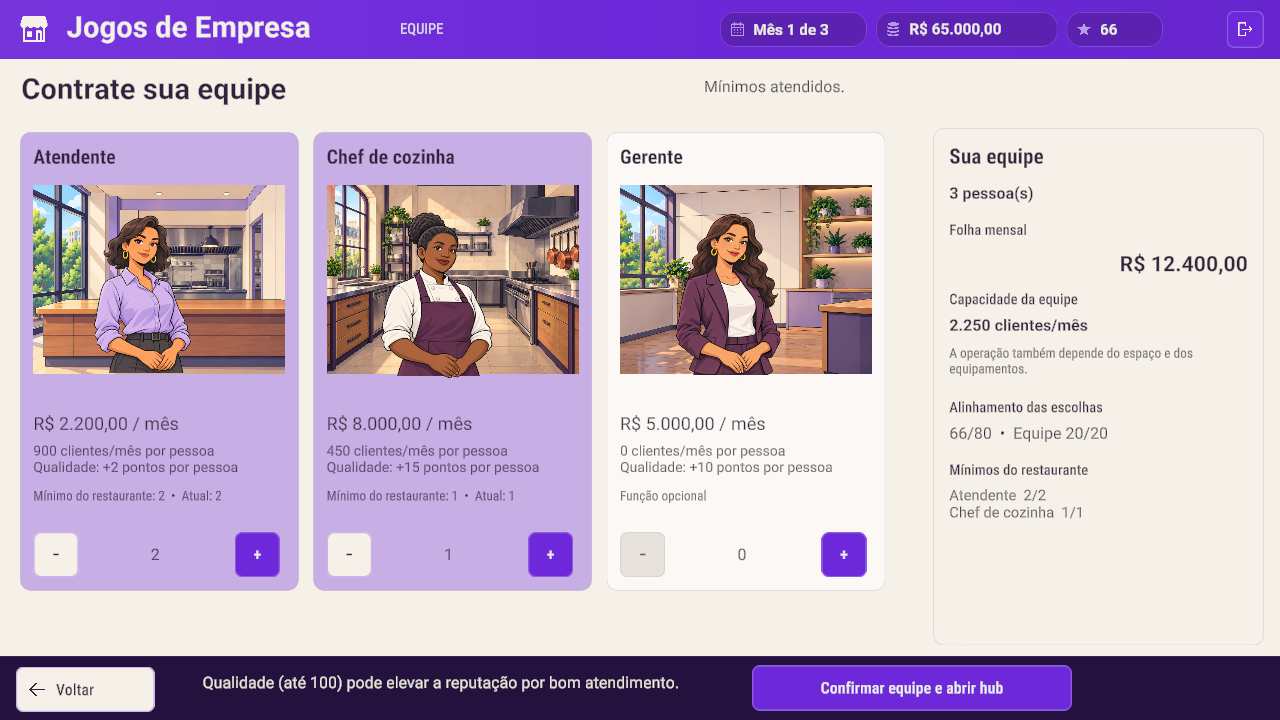 Jogos de Empresa
EQUIPE
Mês 1 de 3
R$ 65.000,00
66
Contrate sua equipe
Mínimos atendidos.
Atendente
R$ 2.200,00 / mês
900 clientes/mês por pessoa
Qualidade: +2 pontos por pessoa
Mínimo do restaurante: 2 • Atual: 2
- 2 +
Chef de cozinha
R$ 8.000,00 / mês
450 clientes/mês por pessoa
Qualidade: +15 pontos por pessoa
Mínimo do restaurante: 1 • Atual: 1
- 1 +
Gerente
R$ 5.000,00 / mês
0 clientes/mês por pessoa
Qualidade: +10 pontos por pessoa
Função opcional
- 0 +
Sua equipe
3 pessoa(s)
Folha mensal
R$ 12.400,00
Capacidade da equipe
2.250 clientes/mês
A operação também depende do espaço e dos
equipamentos.
Alinhamento das escolhas
66/80 • Equipe 20/20
Mínimos do restaurante
Atendente 2/2
Chef de cozinha 1/1
Voltar
Qualidade (até 100) pode elevar a reputação por bom atendimento.
Confirmar equipe e abrir hub